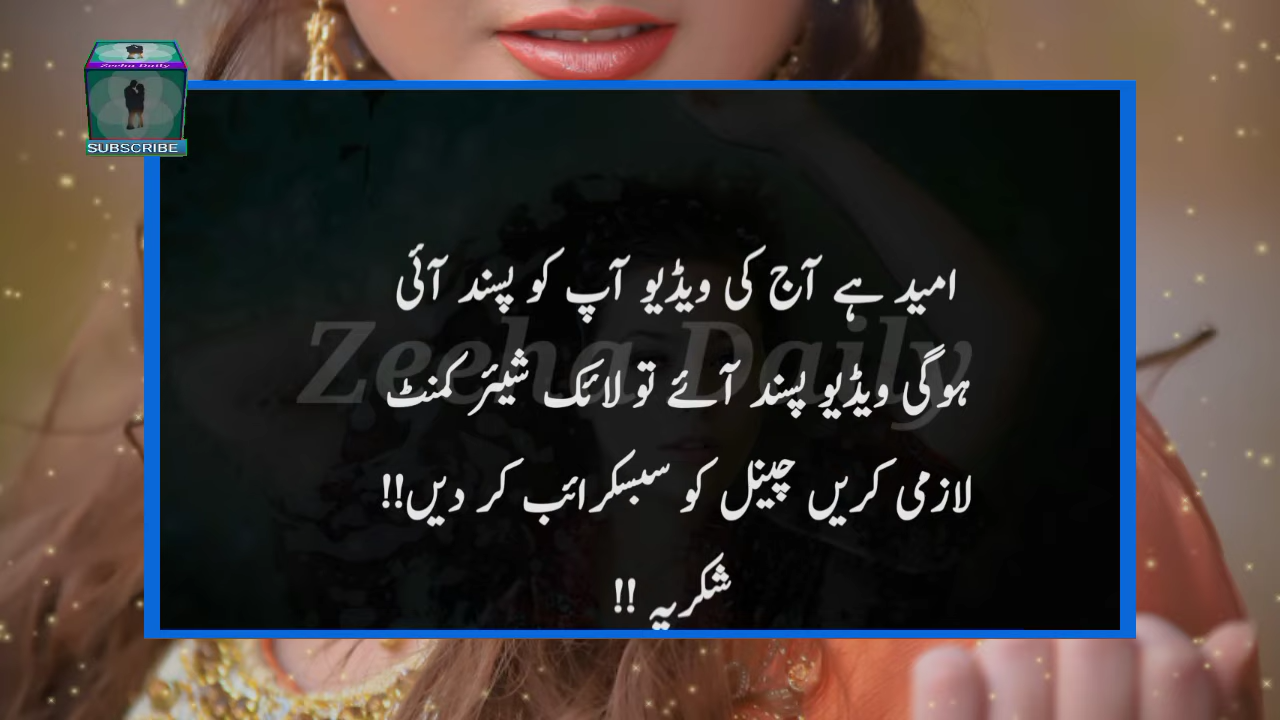 Zeeha Daily
SUBSCRIBE
امید ہے آج کی ویڈیو آپ کو پسند آئی
ہوگی ویڈیو پسند آئے تو لائک شیئر کمنٹ
Zeeha Daily
لازمی کریں چینل کو سبسکرائب کر دیں!!
شکریہ !!